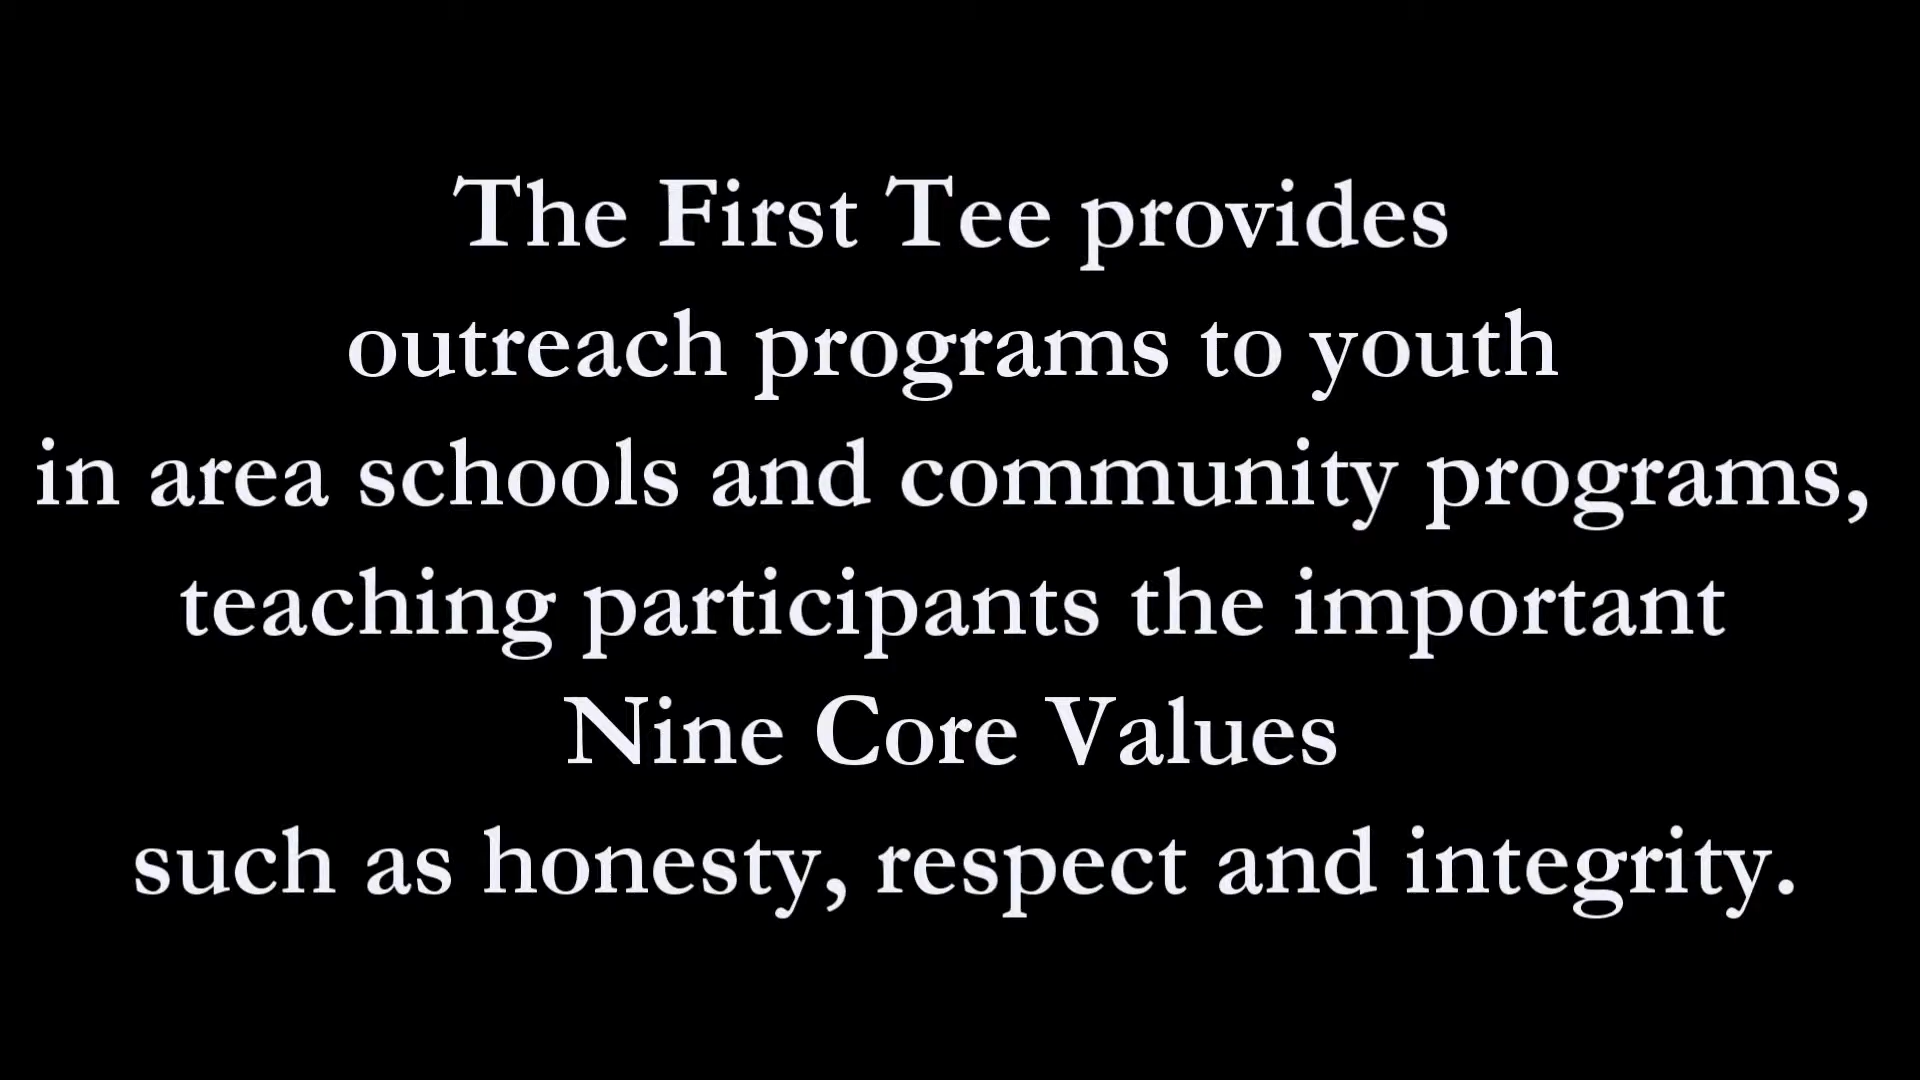 The First Tee provides
outreach programs to youth
in area schools and community programs,
teaching participants the important
Nine Core Values
such as honesty, respect and integrity.